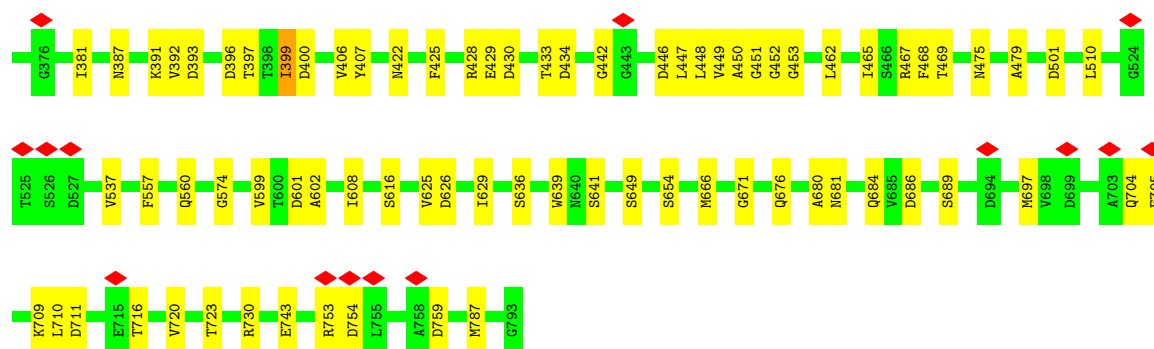 G376 I381 N387 K391 V392 D393 D396 T397 T398 I399 D400 V406 Y407 N422 F425 R428 E429 D430 T433 D434 G442 G443 D446 L447 L448 V449 A450 G451 G452 G453 L462 I465 S466 R467 F468 T469 N475 A479 D501 L510 G524
T525 S526 D527 V537 F557 Q560 G574 V599 T600 D601 A602 I608 S616 V625 D626 I629 S636 W639 N640 S641 S649 S654 M666 G671 Q676 A680 N681 Q684 V685 D686 S689 D694 M697 V698 D699 A703 Q704
K709 L710 D711 E715 T716 V720 T723 R730 E743 R753 D754 L755 A758 D759 M787 G793